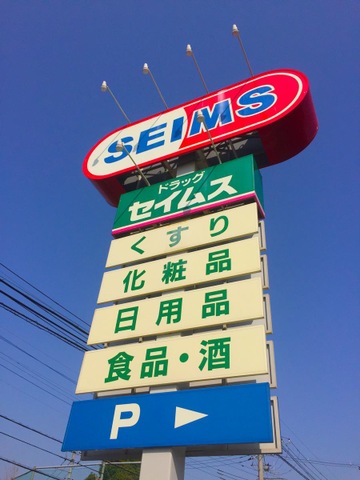 SEIMS
ドラッグ
セイムス
くすり
化粧品
日用品
食品・酒
P